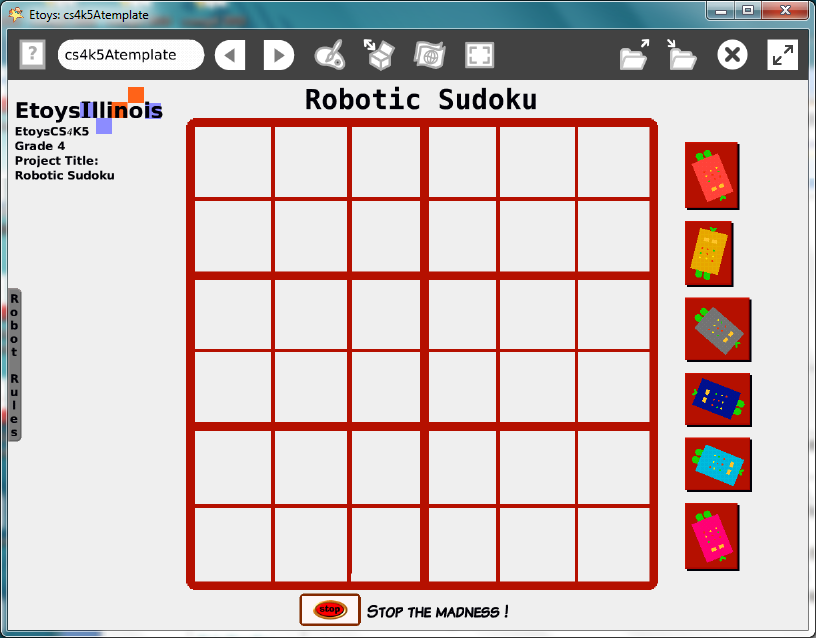 Etoys: cs4k5Atemplate
?
cs4k5Atemplate
EtoysIllinois
EtoysCS4K5
Grade 4
Project Title:
Robotic Sudoku
Robotic Sudoku
Robot Rules
stop
STOP THE MADNESS !